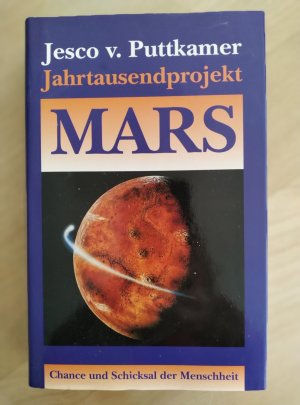 Jesco v. Puttkamer
Jahrtausendprojekt
MARS
Chance und Schicksal der Menschheit